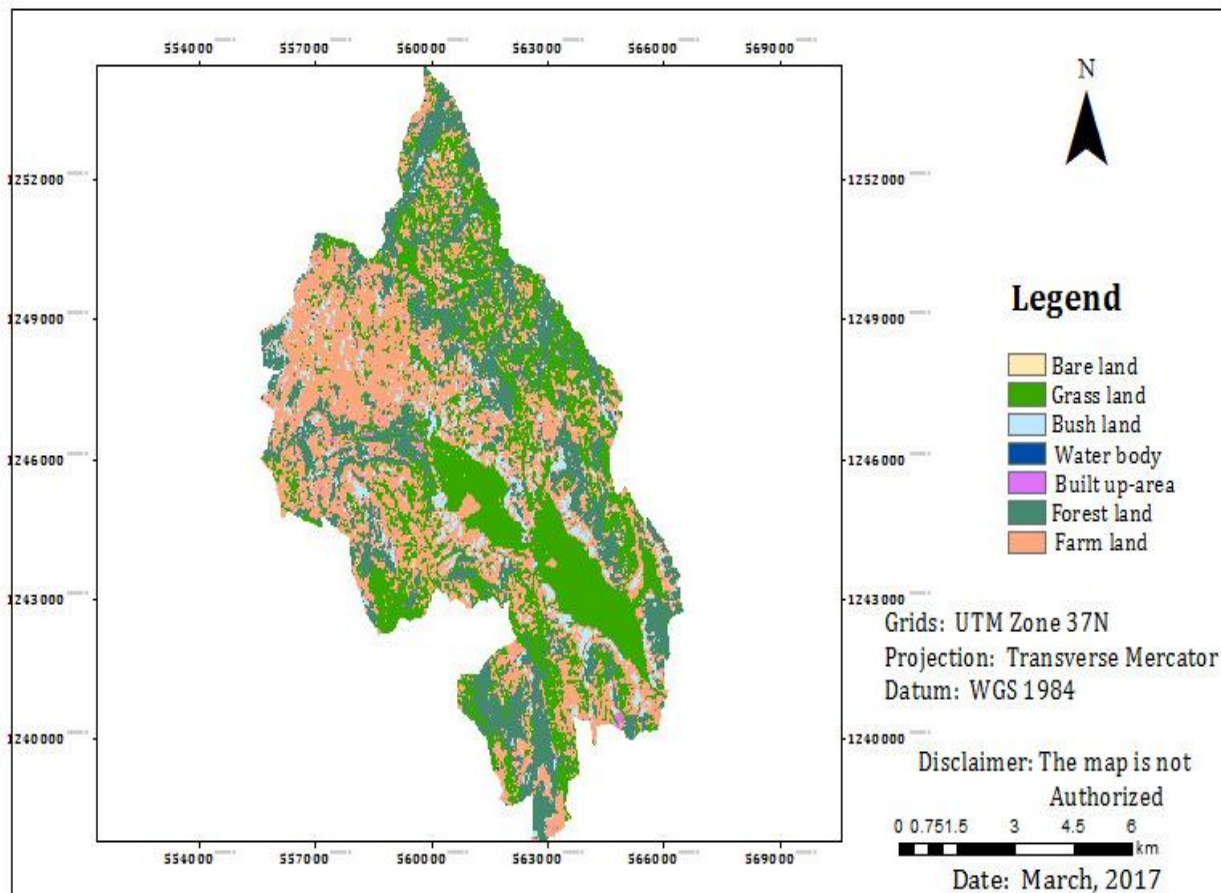 554000 557000 560000 563000 566000 569000
N
1252000 1252000
Legend
1249000 1249000
Bare land
Grass land
Bush land
Water body
Built up-area
Forest land
Farm land
1246000 1246000
1243000 1243000
Grids: UTM Zone 37N
Projection: Transverse Mercator
Datum: WGS 1984
1240000 1240000
Disclaimer: The map is not
Authorized
0 0.75 1.5 3 4.5 6
km
554000 557000 560000 563000 566000 569000
Date: March, 2017